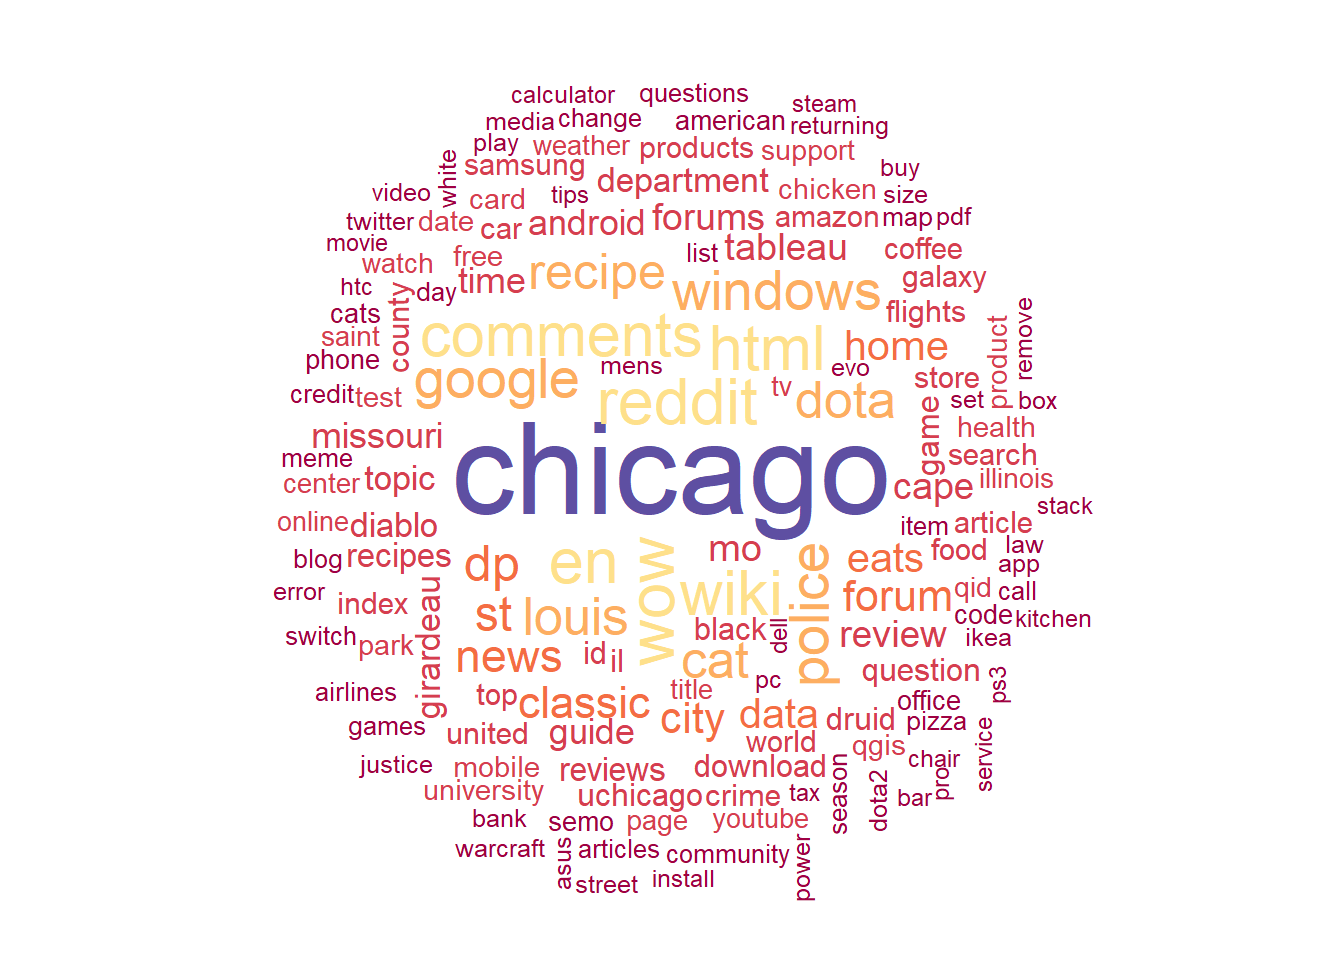 calculator questions steam
media change american returning
play weather products support
white samsung department chicken buy
video card tips size
twitter date car android forums amazon map pdf
movie free list tableau coffee
watch time recipe windows galaxy
htc day flights
cats county comments html home
saint remove
phone google mens evo product
credit test reddit tv dota store set box
missouri game health
meme chicago search
center topic cape illinois
online diablo item article stack
blog recipes dp en wow mo police eats food law
error wiki forum qid app call
index st louis black dell code kitchen
switch park girardeau news id il cat review ikea
airlines top classic title pc question office ps3
games united guide city data druid pizza
justice mobile reviews download world qgis chair service
university uchicago crime tax season dota2 bar pro
bank semo page youtube
warcraft asus articles community power
street install